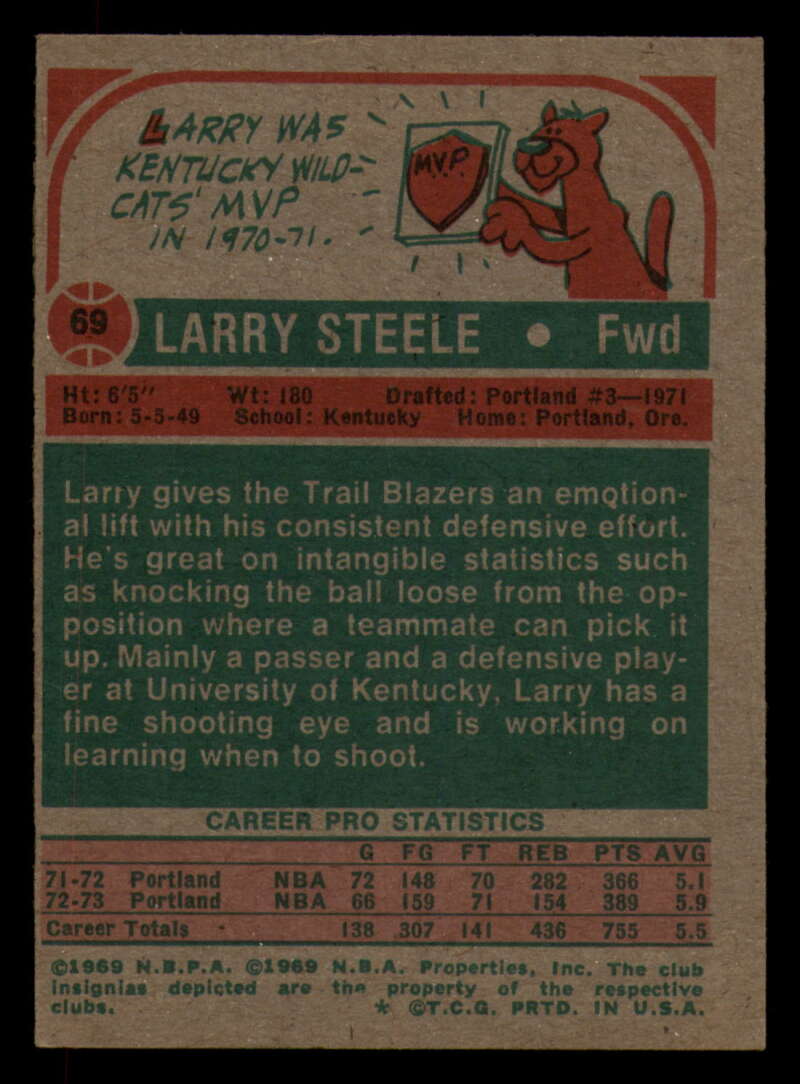 LARRY WAS
KENTUCKY WILD-
CATS' MVP
IN 1970-71.
M.V.P.
69 LARRY STEELE • Fwd
Ht: 6'5" Wt: 180 Drafted: Portland #3—1971
Born: 5-5-49 School: Kentucky Home: Portland, Ore.
Larry gives the Trail Blazers an emotion-
al lift with his consistent defensive effort.
He's great on intangible statistics such
as knocking the ball loose from the op-
position where a teammate can pick it
up. Mainly a passer and a defensive play-
er at University of Kentucky, Larry has a
fine shooting eye and is working on
learning when to shoot.
CAREER PRO STATISTICS
G FG FT REB PTS AVG
71-72 Portland NBA 72 148 70 282 366 5.1
72-73 Portland NBA 66 159 71 154 389 5.9
Career Totals 138 307 141 436 755 5.5
©1969 N.B.P.A. ©1969 N.B.A. Properties, Inc. The club
insignias depicted are the property of the respective
clubs. * ©T.C.G. PRTD. IN U.S.A.